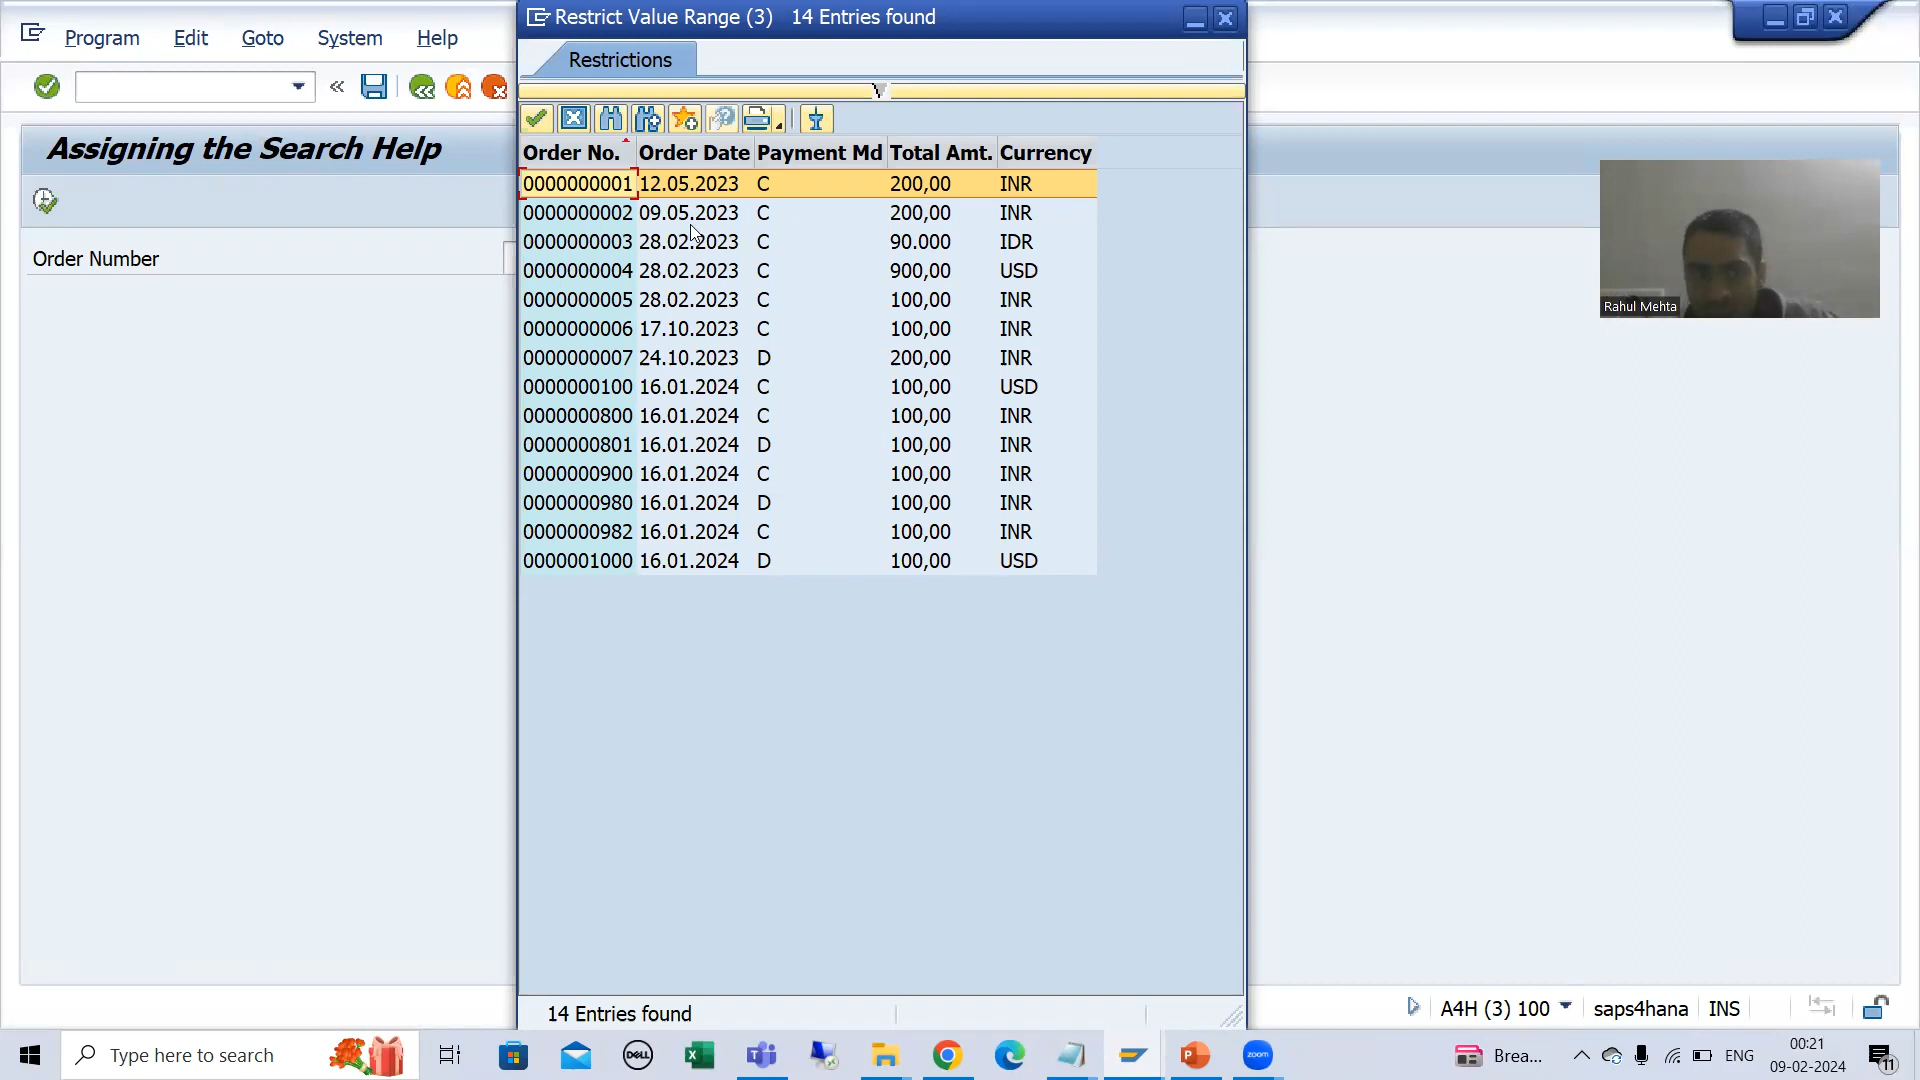 Restrict Value Range (3) 14 Entries found
Program Edit Goto System Help
Restrictions
Assigning the Search Help
Order Number
Order No. Order Date Payment Md Total Amt. Currency
0000000001 12.05.2023 C 200,00 INR
0000000002 09.05.2023 C 200,00 INR
0000000003 28.02.2023 C 90.000 IDR
0000000004 28.02.2023 C 900,00 USD
0000000005 28.02.2023 C 100,00 INR
0000000006 17.10.2023 C 100,00 INR
0000000007 24.10.2023 D 200,00 INR
0000000100 16.01.2024 C 100,00 USD
0000000800 16.01.2024 C 100,00 INR
0000000801 16.01.2024 D 100,00 INR
0000000900 16.01.2024 C 100,00 INR
0000000980 16.01.2024 D 100,00 INR
0000000982 16.01.2024 C 100,00 INR
0000001000 16.01.2024 D 100,00 USD
Rahul Mehta
14 Entries found
A4H (3) 100 saps4hana INS
Type here to search
DELL
zoom
Brea...
ENG
00:21
09-02-2024
11